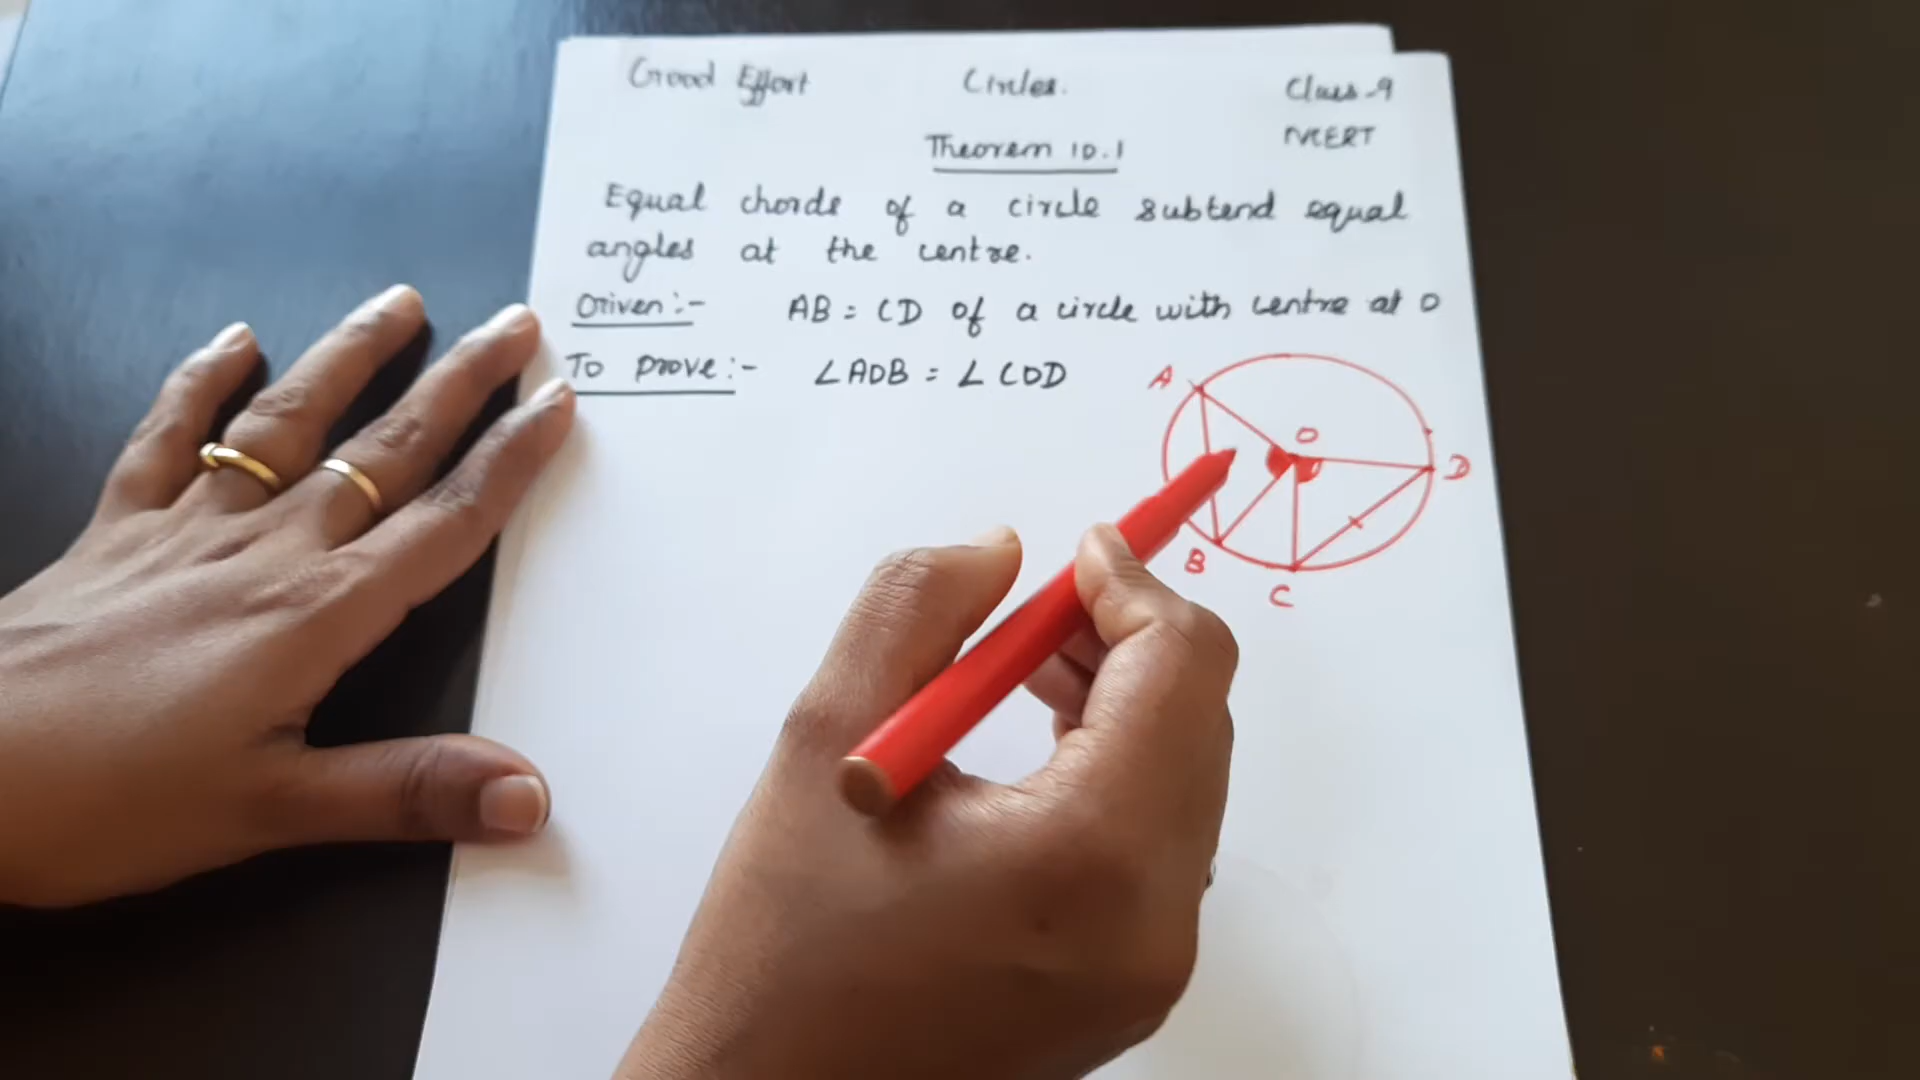 Good Effort Circles. Class-9
NCERT
Theorem 10.1
Equal chords of a circle subtend equal
angles at the centre.
Given:- AB = CD of a circle with centre at O
To prove:- ∠AOB = ∠COD
A
O
D
B
C